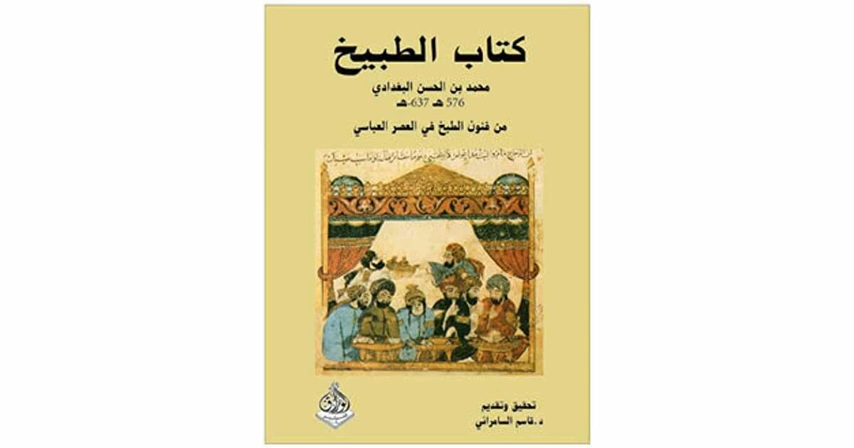 كتاب الطبيخ
محمد بن الحسن البغدادي
576 هـ 637-هـ
من فنون الطبخ في العصر العباسي
تحقيق وتقديم
د.قاسم السامرائي